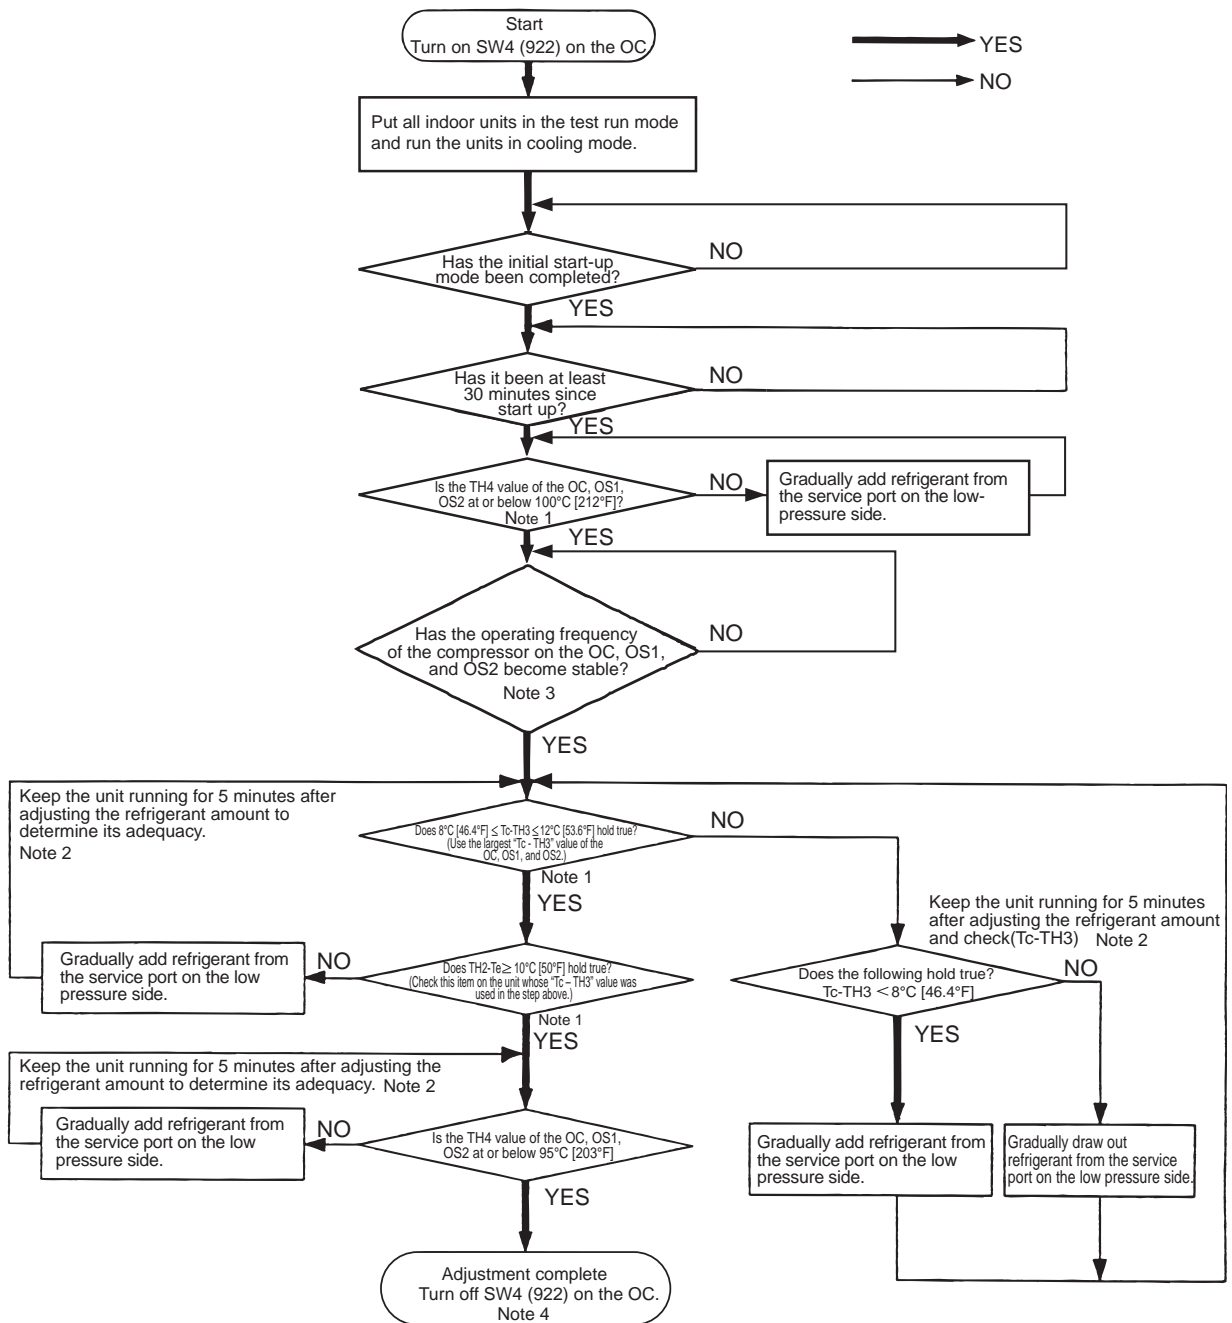 Start
Turn on SW4 (922) on the OC.
YES
NO
Put all indoor units in the test run mode
and run the units in cooling mode.
NO
Has the initial start-up
mode been completed?
YES
NO
Has it been at least
30 minutes since
start up?
YES
NO
Is the TH4 value of the OC, OS1,
OS2 at or below 100°C [212°F]?
Note 1
Gradually add refrigerant from
the service port on the low-
pressure side.
YES
NO
Has the operating frequency
of the compressor on the OC, OS1,
and OS2 become stable?
Note 3
YES
Keep the unit running for 5 minutes after
adjusting the refrigerant amount to
determine its adequacy.
Note 2
NO
Does 8°C [46.4°F] ≤ Tc-TH3 ≤ 12°C [53.6°F] hold true?
(Use the largest “Tc - TH3” value of the
OC, OS1, and OS2.)
Note 1
YES
Keep the unit running for 5 minutes
after adjusting the refrigerant amount
and check(Tc-TH3) Note 2
Gradually add refrigerant from
the service port on the low
pressure side.
NO
Does TH2-Te ≥ 10°C [50°F] hold true?
(Check this item on the unit whose “Tc – TH3” value was
used in the step above.)
Note 1
YES
Does the following hold true?
Tc-TH3 < 8°C [46.4°F]
NO
YES
Keep the unit running for 5 minutes after adjusting the
refrigerant amount to determine its adequacy. Note 2
Gradually add refrigerant from
the service port on the low
pressure side.
NO
Is the TH4 value of the OC, OS1,
OS2 at or below 95°C [203°F]
YES
Gradually add refrigerant from
the service port on the low
pressure side.
Gradually draw out
refrigerant from the service
port on the low pressure side.
Adjustment complete
Turn off SW4 (922) on the OC.
Note 4